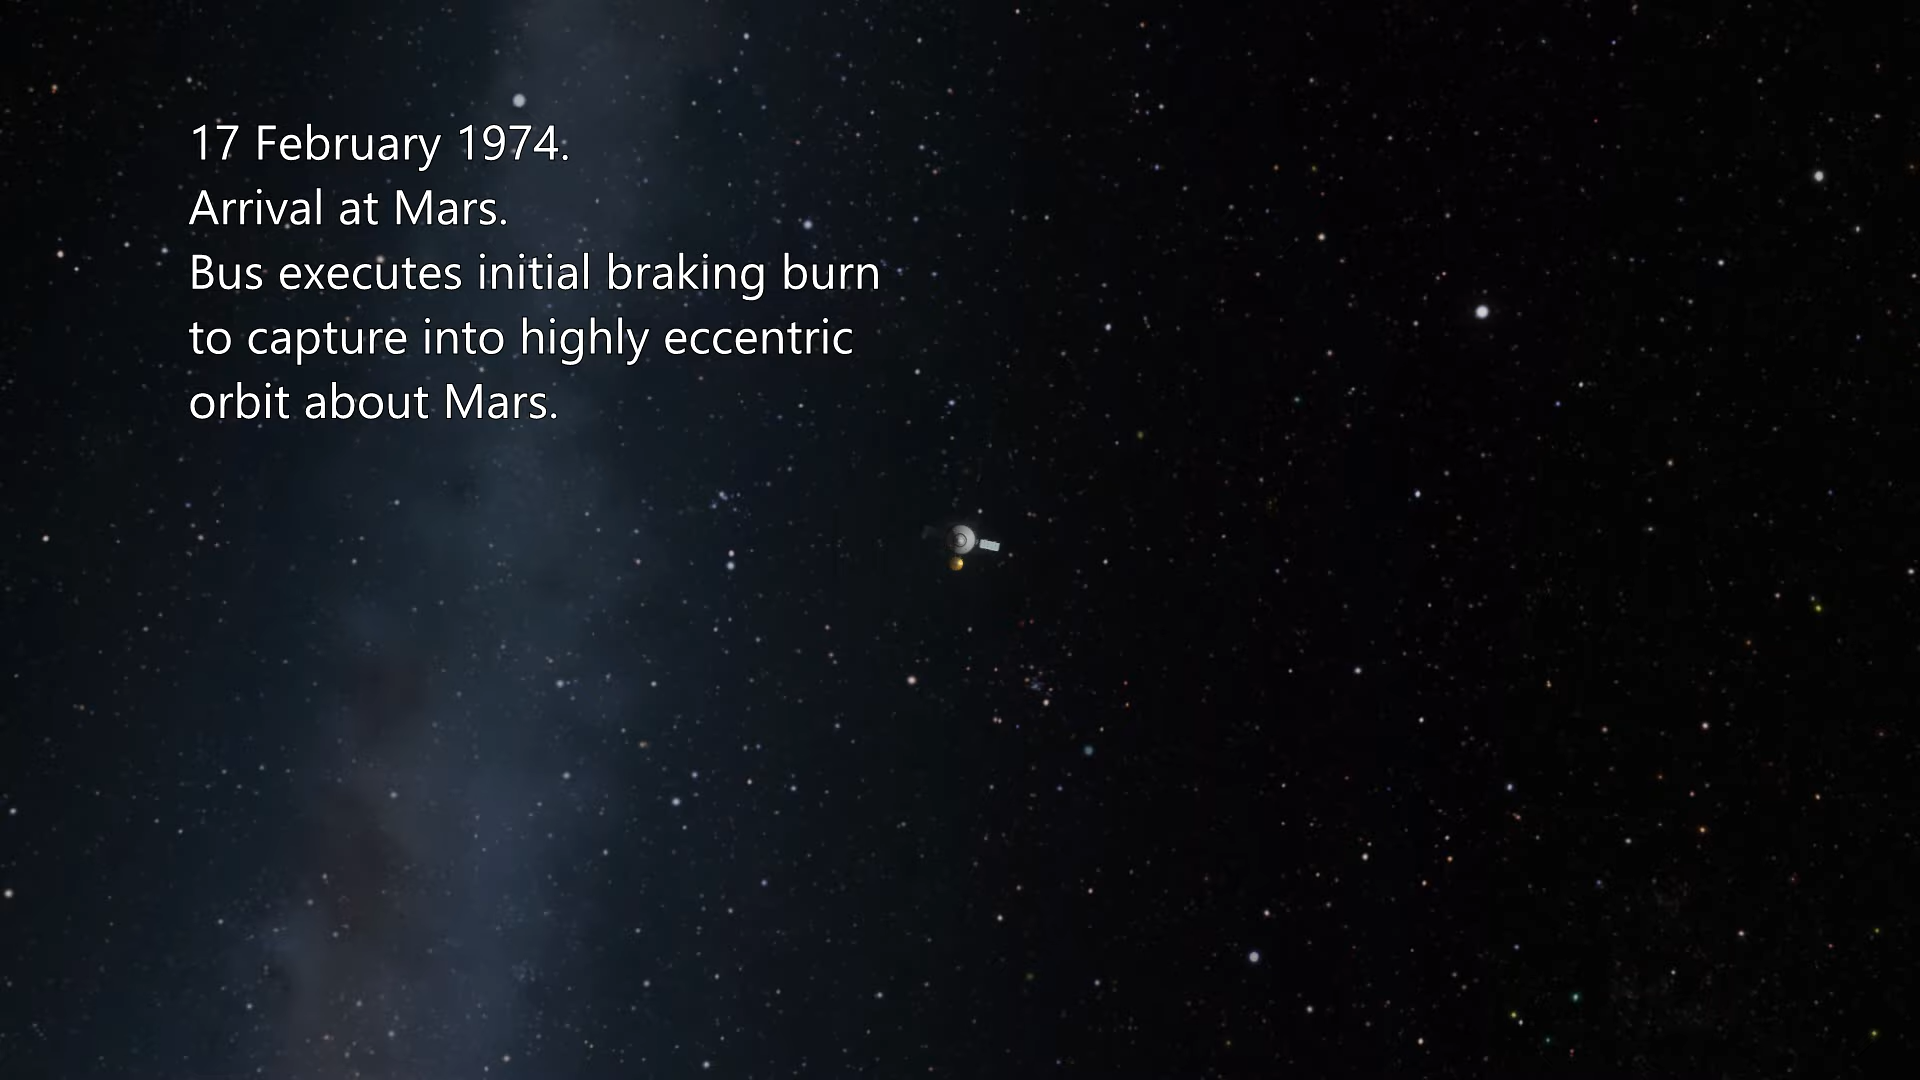 17 February 1974.
Arrival at Mars.
Bus executes initial braking burn
to capture into highly eccentric
orbit about Mars.